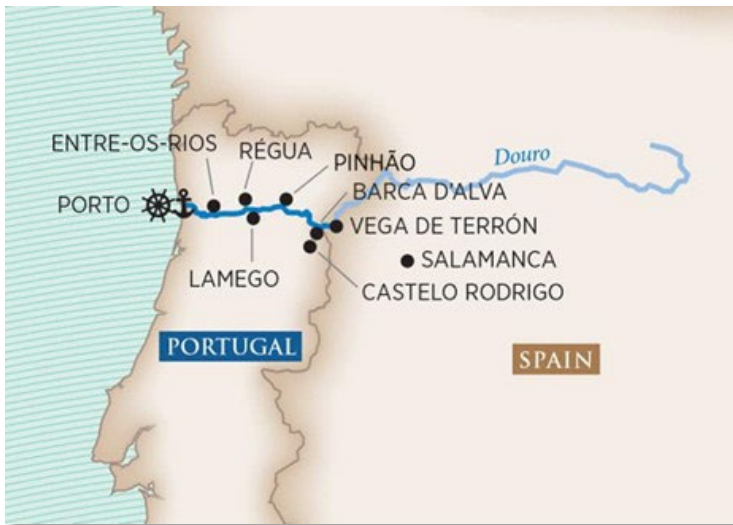 ENTRE-OS-RIOS
RÉGUA
PINHÃO
Douro
PORTO
BARCA D'ALVA
VEGA DE TERRÓN
LAMEGO
SALAMANCA
CASTELO RODRIGO
PORTUGAL
SPAIN